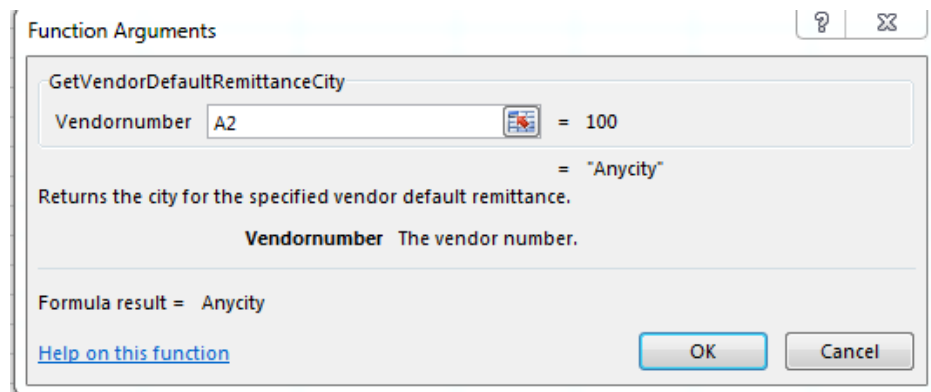 Function Arguments ?
GetVendorDefaultRemittanceCity
Vendornumber A2 = 100
= "Anycity"
Returns the city for the specified vendor default remittance.
Vendornumber The vendor number.
Formula result = Anycity
Help on this function OK Cancel